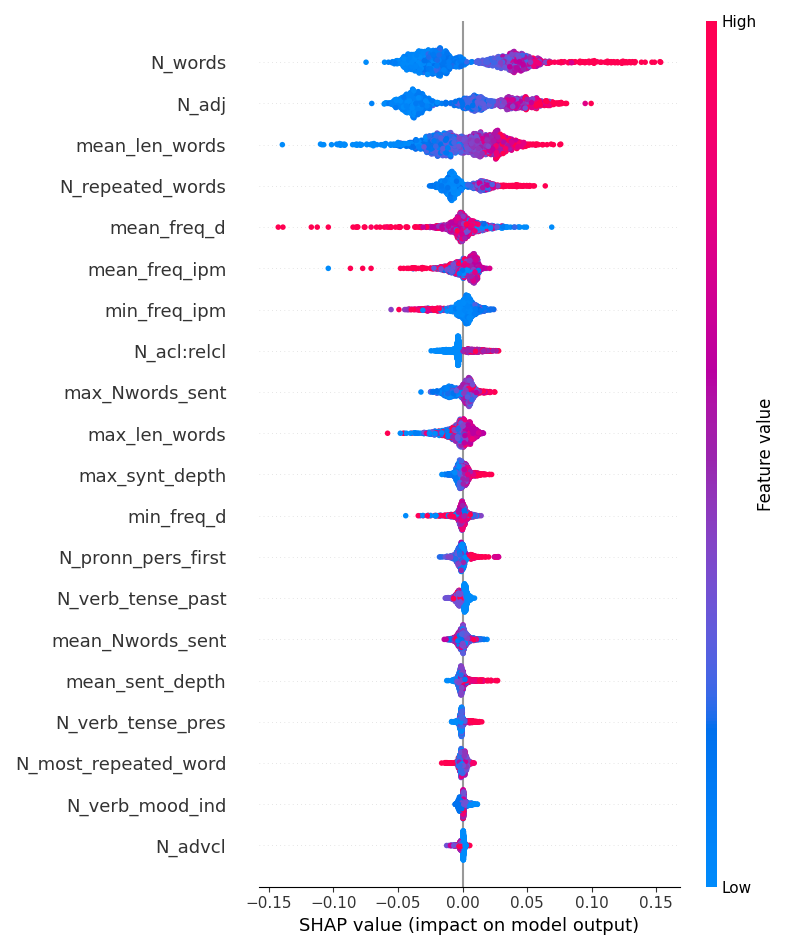 High
N_words
N_adj
mean_len_words
N_repeated_words
mean_freq_d
mean_freq_ipm
min_freq_ipm
N_acl:relcl
max_Nwords_sent
max_len_words
max_synt_depth
min_freq_d
N_pronn_pers_first
N_verb_tense_past
mean_Nwords_sent
mean_sent_depth
N_verb_tense_pres
N_most_repeated_word
N_verb_mood_ind
N_advcl
Feature value
Low
−0.15 −0.10 −0.05 0.00 0.05 0.10 0.15
SHAP value (impact on model output)